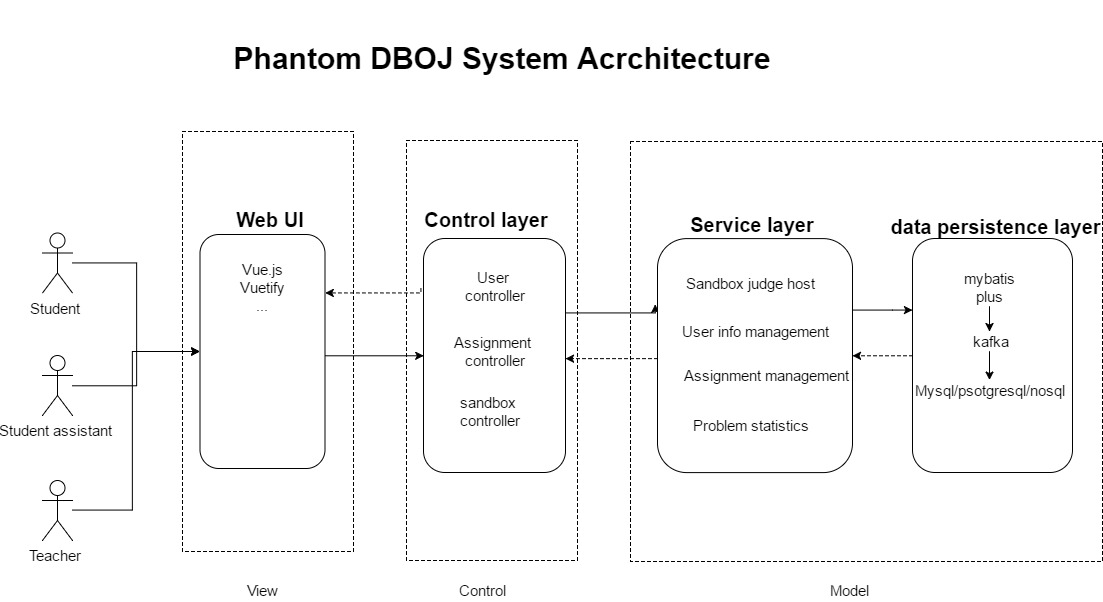 Phantom DBOJ System Acrchitecture
Student
Student assistant
Teacher
Web UI
Vue.js
Vuetify
...
View
Control layer
User
controller
Assignment
controller
sandbox
controller
Control
Service layer
Sandbox judge host
User info management
Assignment management
Problem statistics
data persistence layer
mybatis
plus
kafka
Mysql/psotgresql/nosql
Model